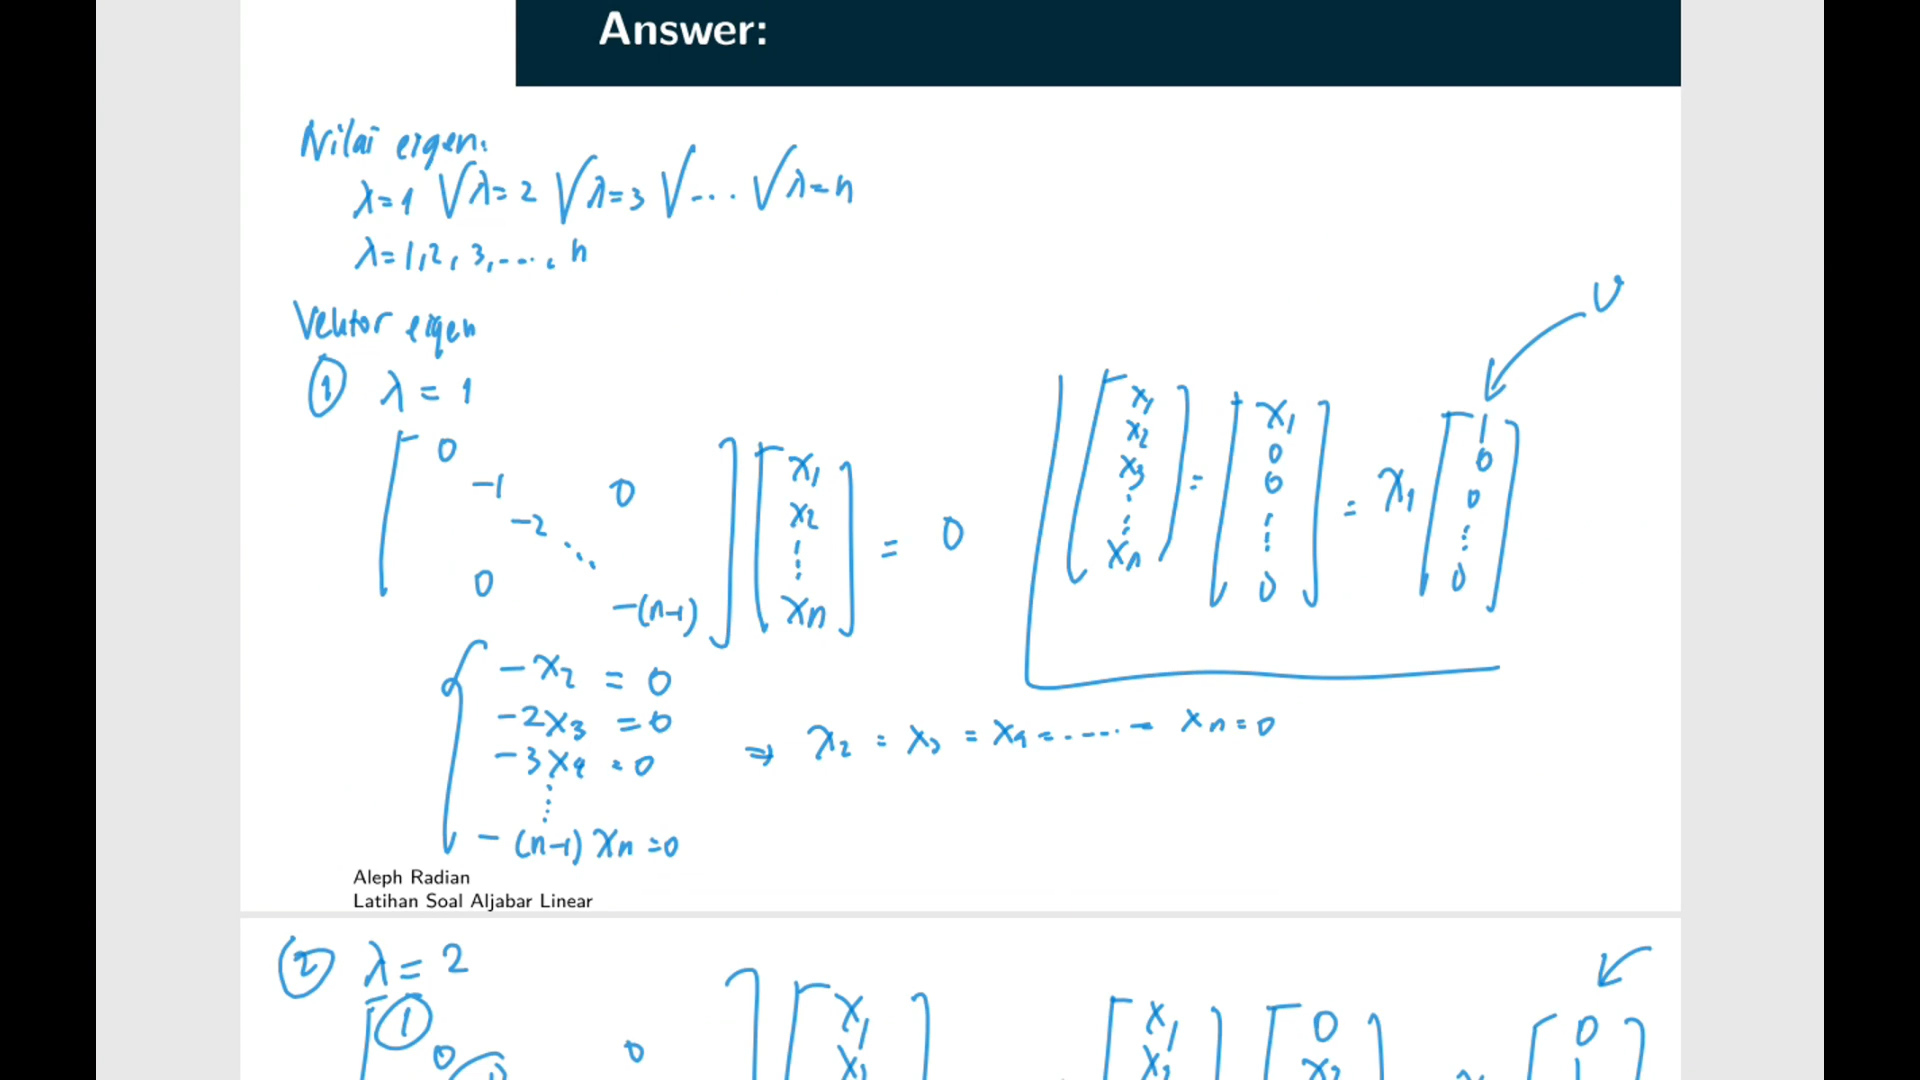 Answer:
Nilai eigen:
λ=1 V λ=2 V λ=3 V ... V λ=n
λ=1,2, 3,..., n
Vektor eigen
① λ = 1
[0 -1 -2 ⋱ -(n-1) 0 0] [x1 x2 ⋮ xn] = 0
[x1 x2 x3 ⋮ xn] = [x1 0 0 ⋮ 0] = x1 [1 0 0 ⋮ 0]
v
-x2 = 0
-2x3 = 0
-3x4 = 0
⋮
-(n-1) xn = 0
⇒ x2 = x3 = x4 = ...... = xn = 0
Aleph Radian
Latihan Soal Aljabar Linear
② λ = 2
1 0 0 x1 x1 0 0
x2 x2 1